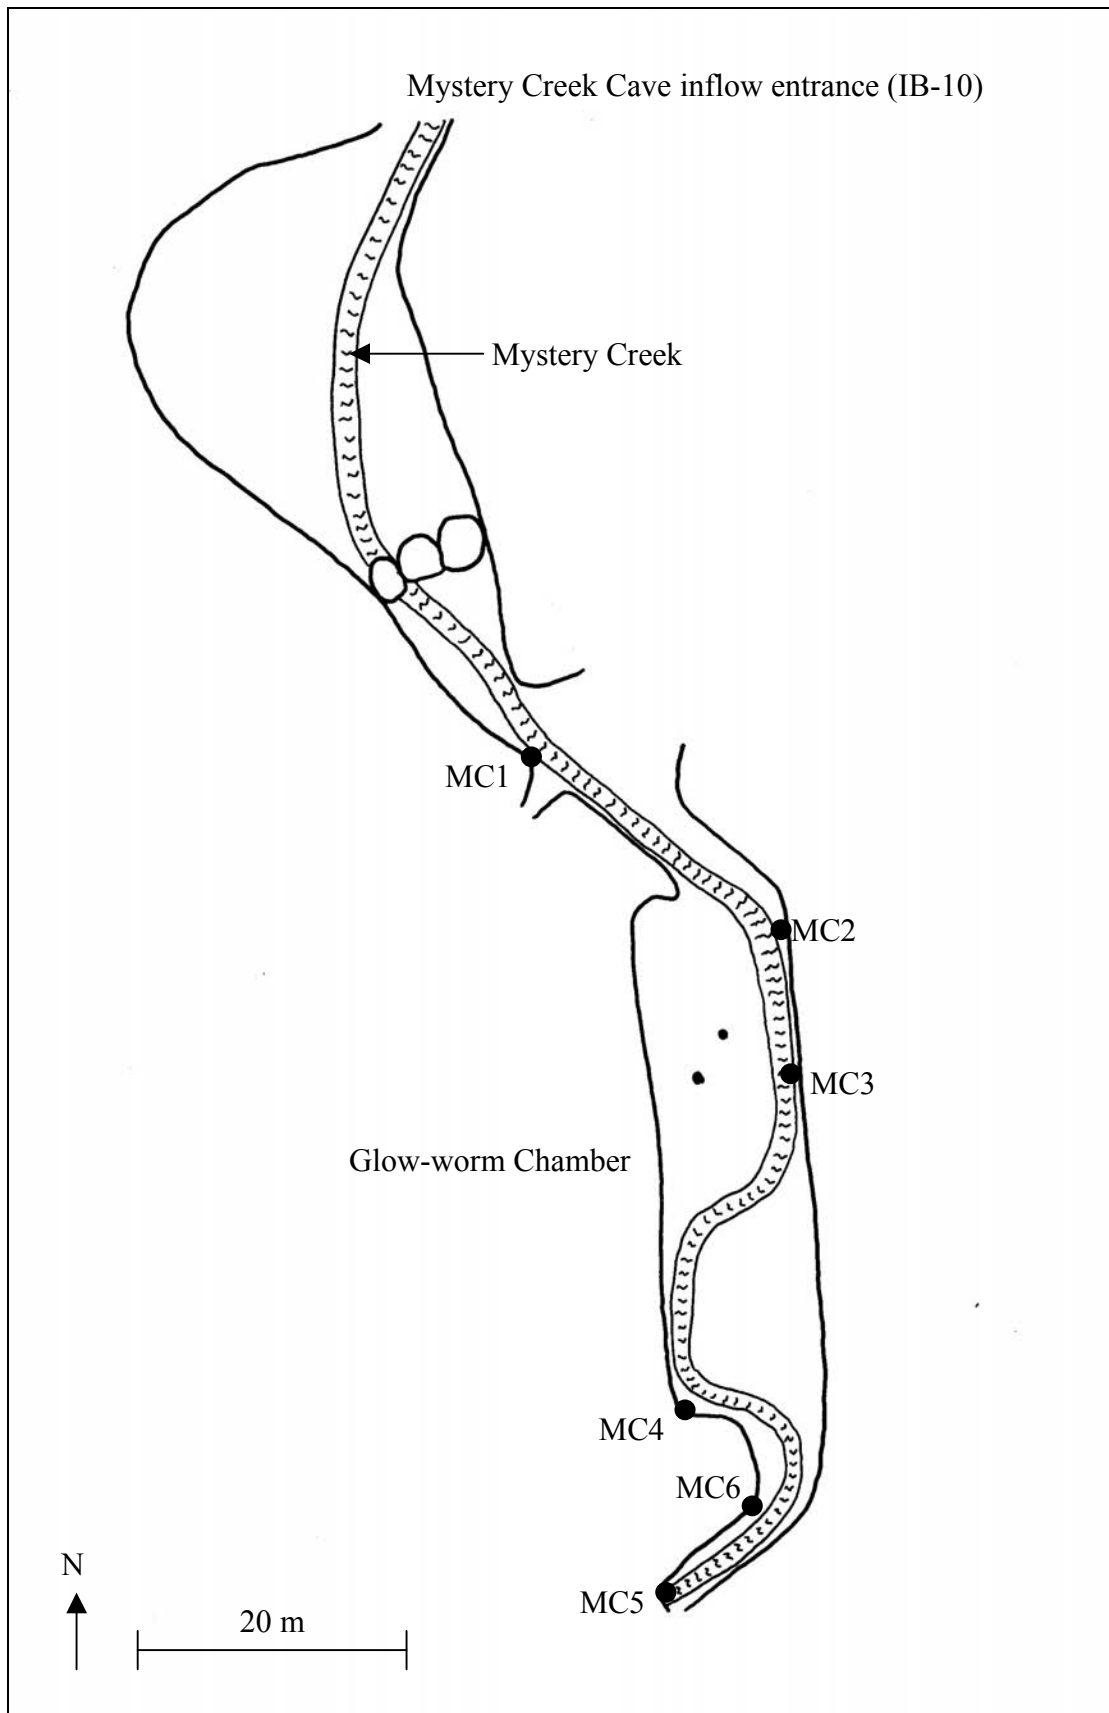 Mystery Creek Cave inflow entrance (IB-10)
Mystery Creek
MC1
MC2
MC3
Glow-worm Chamber
MC4
MC6
MC5
N
20 m